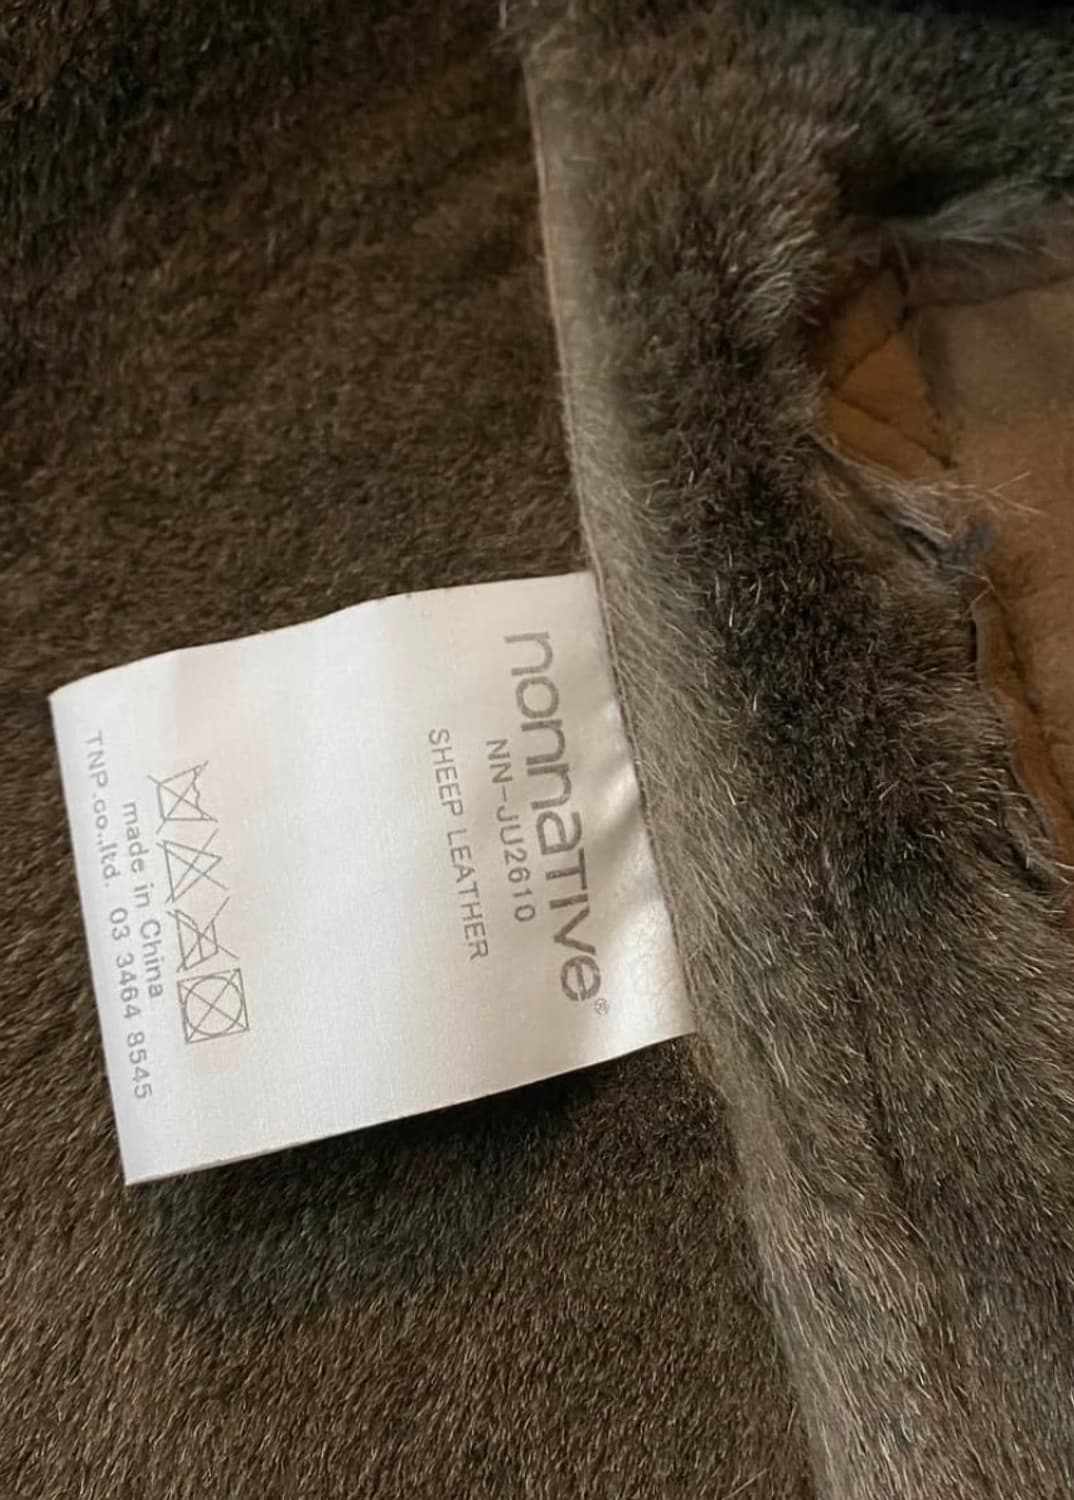 nonnaTIVe®
NN-JU2610
SHEEP LEATHER
made in China
TNP.co.,ltd. 03 3464 8545